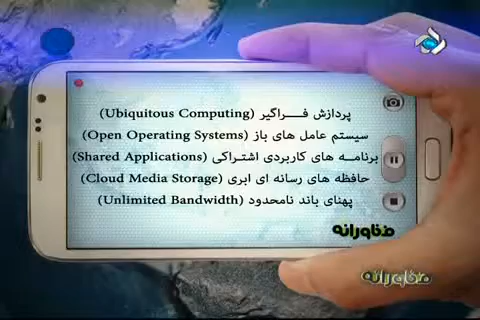 پردازش فـــراگیر (Ubiquitous Computing)
سیستم عامل های باز (Open Operating Systems)
برنامـه های کاربردی اشتراکی (Shared Applications)
حافظه های رسانه ای ابری (Cloud Media Storage)
پهنای باند نامحدود (Unlimited Bandwidth)
فناورانه
فناورانه